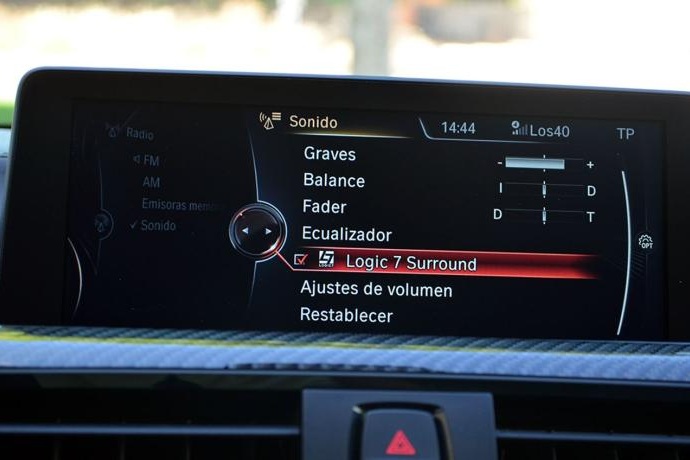 Sonido
14:44
Los40
TP
Radio
FM
AM
Emisoras
Sonido
Graves
- +
Balance
I D
Fader
D T
Ecualizador
OPT
Logic 7 Surround
Ajustes de volumen
Restablecer